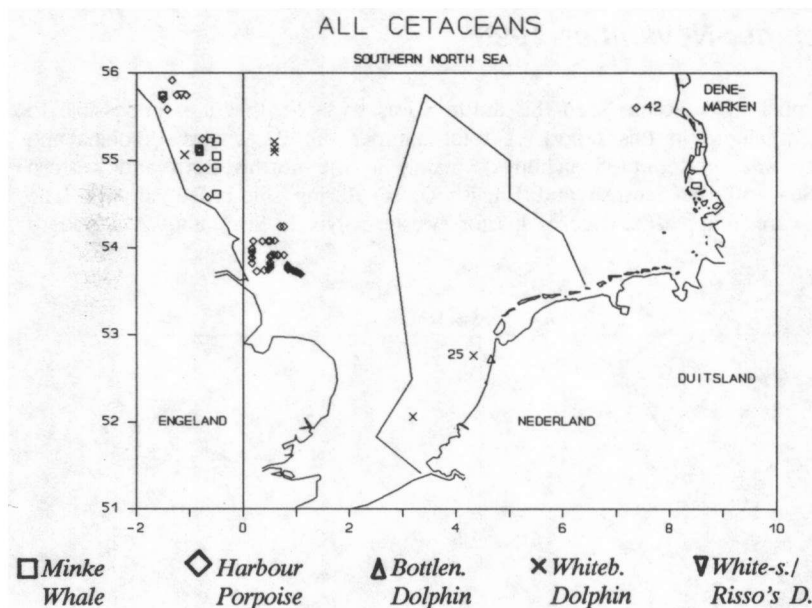 ALL CETACEANS
SOUTHERN NORTH SEA
56
55
54
53
52
51
-2
0
2
4
6
8
10
42
DENE-
MARKEN
25
ENGELAND
NEDERLAND
DUITSLAND
Minke
Whale
Harbour
Porpoise
Bottlen.
Dolphin
Whiteb.
Dolphin
White-s./
Risso's D.